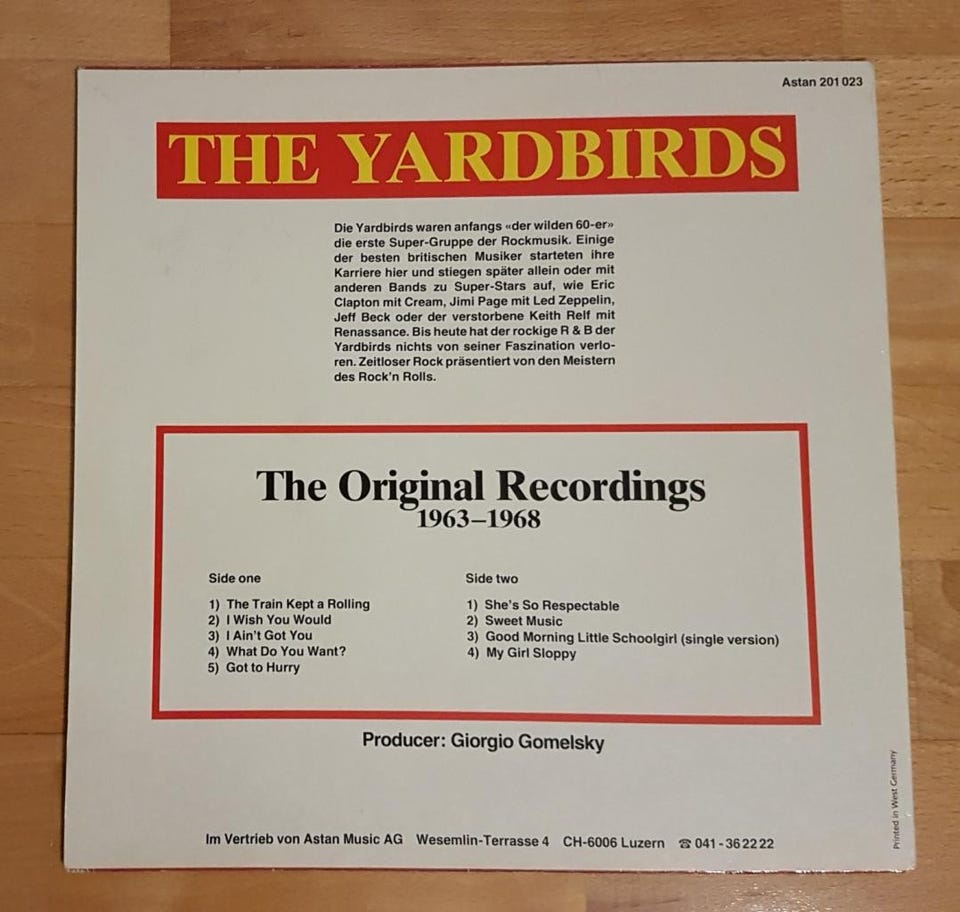 Astan 201 023
THE YARDBIRDS
Die Yardbirds waren anfangs «der wilden 60-er»
die erste Super-Gruppe der Rockmusik. Einige
der besten britischen Musiker starteten ihre
Karriere hier und stiegen später allein oder mit
anderen Bands zu Super-Stars auf, wie Eric
Clapton mit Cream, Jimi Page mit Led Zeppelin,
Jeff Beck oder der verstorbene Keith Relf mit
Renassance. Bis heute hat der rockige R & B der
Yardbirds nichts von seiner Faszination verlo-
ren. Zeitloser Rock präsentiert von den Meistern
des Rock'n Rolls.
The Original Recordings
1963–1968
Side one
1) The Train Kept a Rolling
2) I Wish You Would
3) I Ain't Got You
4) What Do You Want?
5) Got to Hurry
Side two
1) She's So Respectable
2) Sweet Music
3) Good Morning Little Schoolgirl (single version)
4) My Girl Sloppy
Producer: Giorgio Gomelsky
Im Vertrieb von Astan Music AG Wesemlin-Terrasse 4 CH-6006 Luzern ☎ 041 - 36 22 22
Printed in West Germany